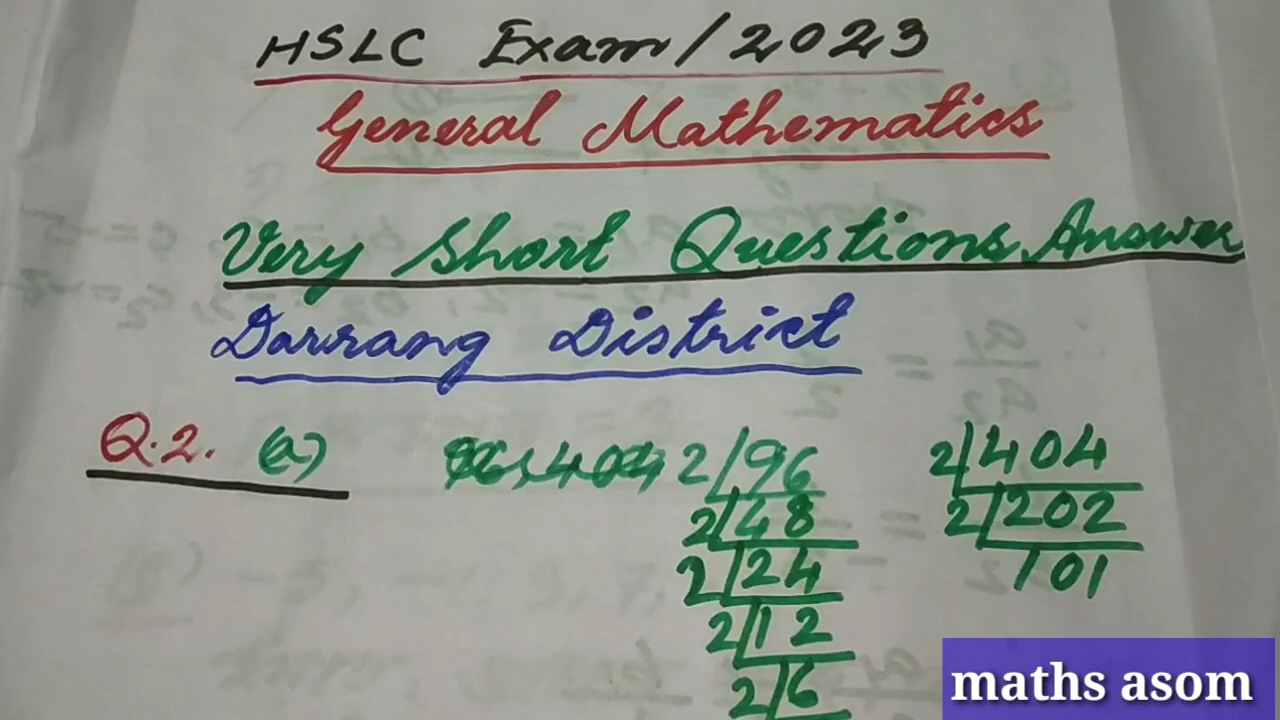 HSLC Exam/2023
General Mathematics
Very Short Questions Answer
Darrang District
Q.2. (a) 2/96 2/404
2/48 2/202
2/24 101
2/12
2/6
maths asom